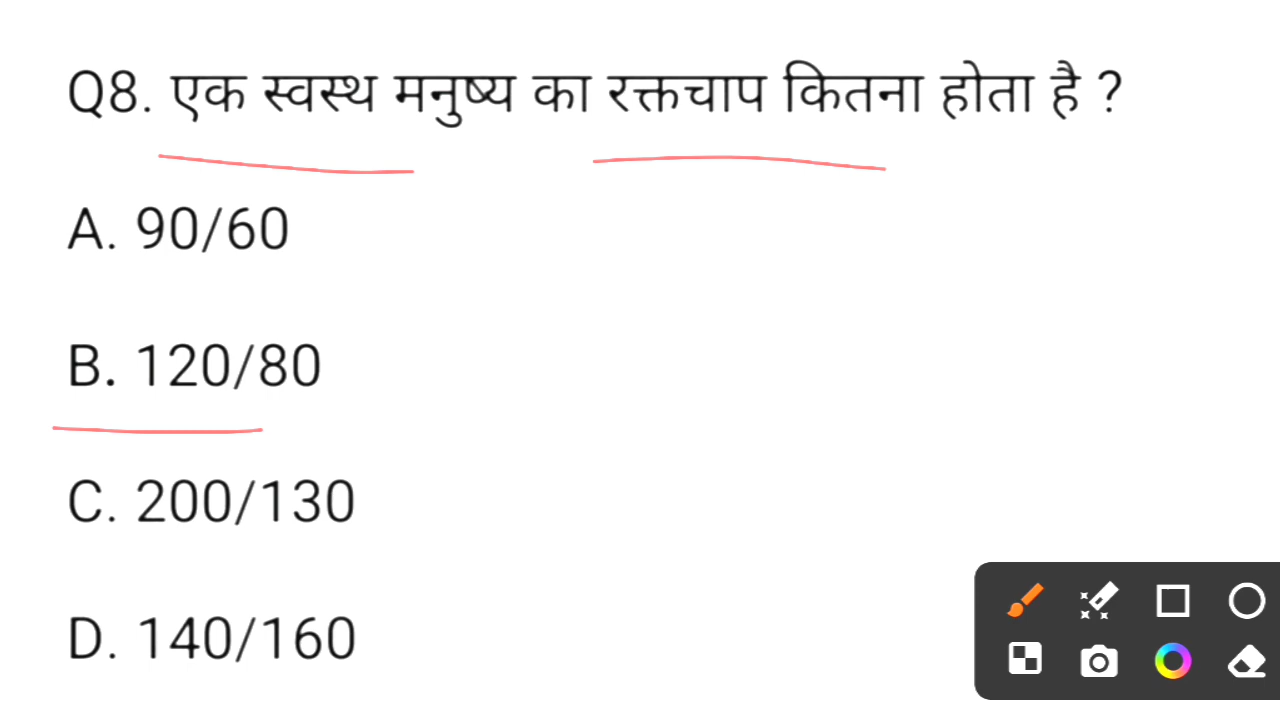 Q8. एक स्वस्थ मनुष्य का रक्तचाप कितना होता है ?
A. 90/60
B. 120/80
C. 200/130
D. 140/160